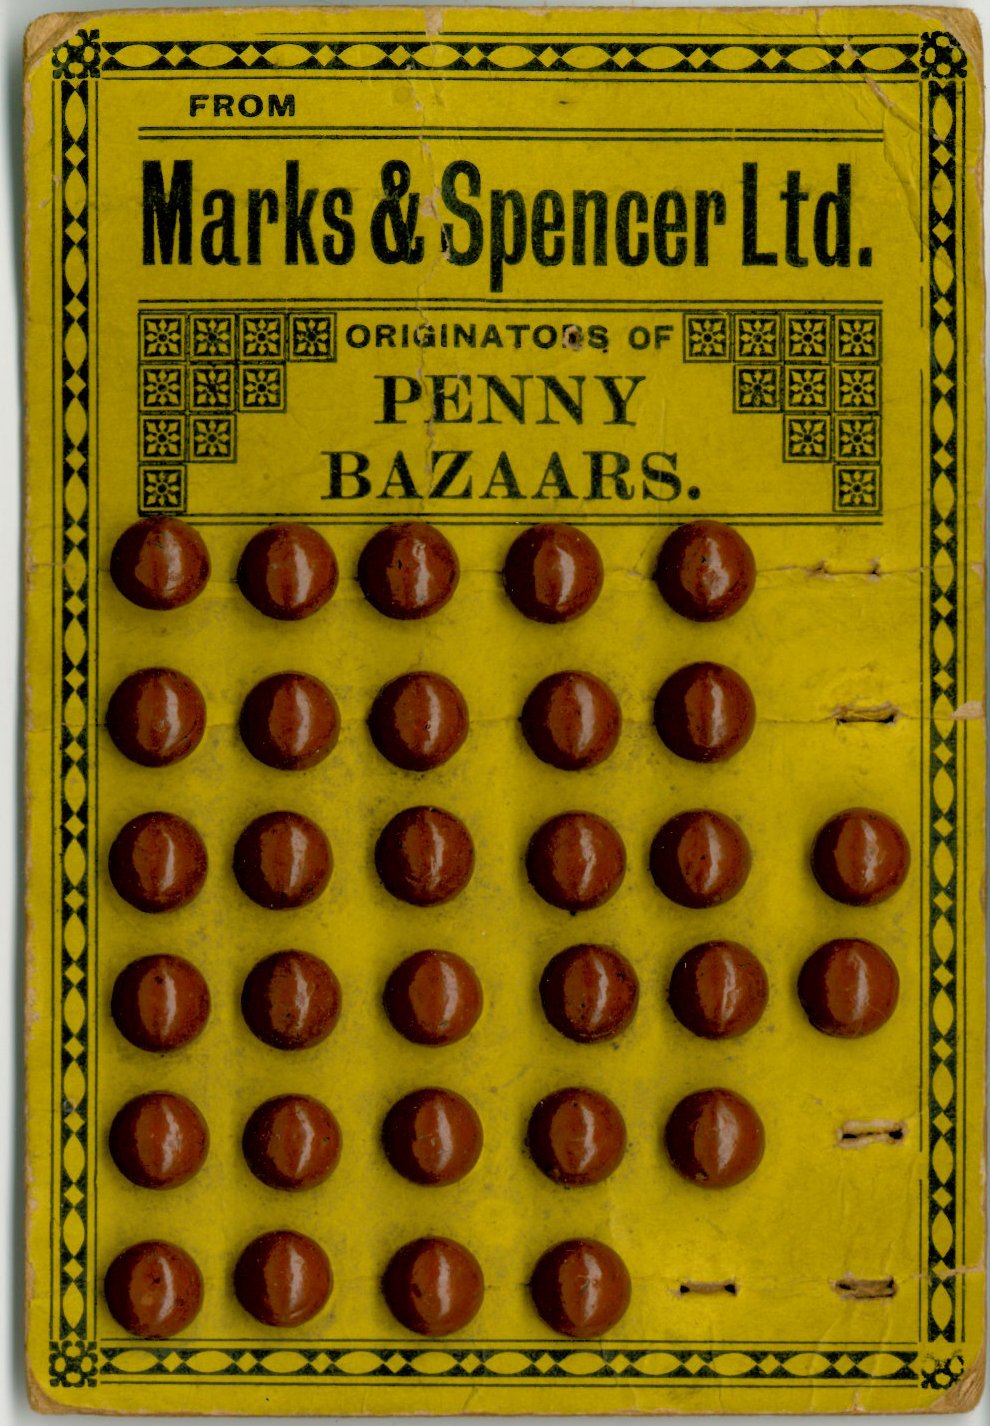 FROM
Marks & Spencer Ltd.
ORIGINATORS OF
PENNY
BAZAARS.